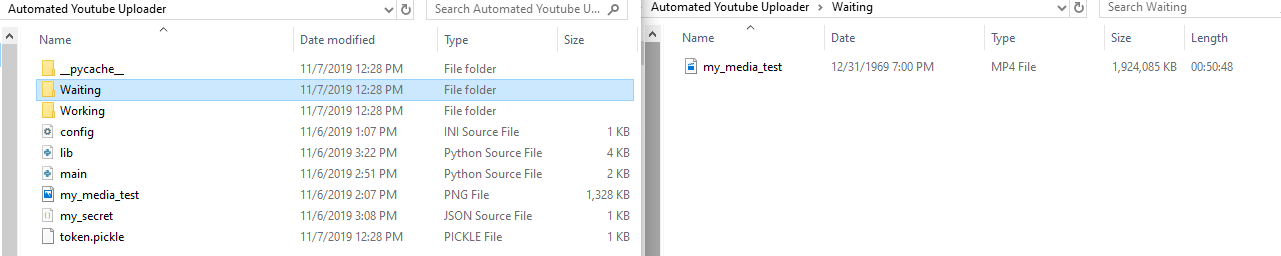 Automated Youtube Uploader
Search Automated Youtube U...
Name Date modified Type Size
__pycache__ 11/7/2019 12:28 PM File folder
Waiting 11/7/2019 12:28 PM File folder
Working 11/7/2019 12:28 PM File folder
config 11/6/2019 1:07 PM INI Source File 1 KB
lib 11/6/2019 3:22 PM Python Source File 4 KB
main 11/6/2019 2:51 PM Python Source File 2 KB
my_media_test 11/6/2019 2:07 PM PNG File 1,328 KB
my_secret 11/6/2019 3:08 PM JSON Source File 1 KB
token.pickle 11/7/2019 12:28 PM PICKLE File 1 KB
Automated Youtube Uploader > Waiting
Search Waiting
Name Date Type Size Length
my_media_test 12/31/1969 7:00 PM MP4 File 1,924,085 KB 00:50:48